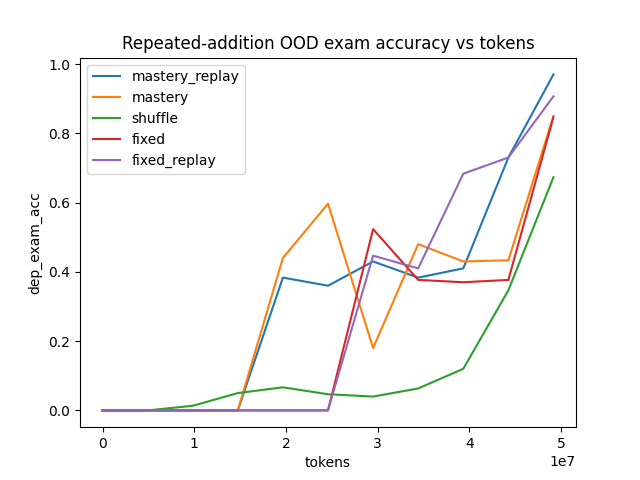 Repeated-addition OOD exam accuracy vs tokens
mastery_replay
mastery
shuffle
fixed
fixed_replay
dep_exam_acc
1.0
0.8
0.6
0.4
0.2
0.0
0 1 2 3 4 5
1e7
tokens